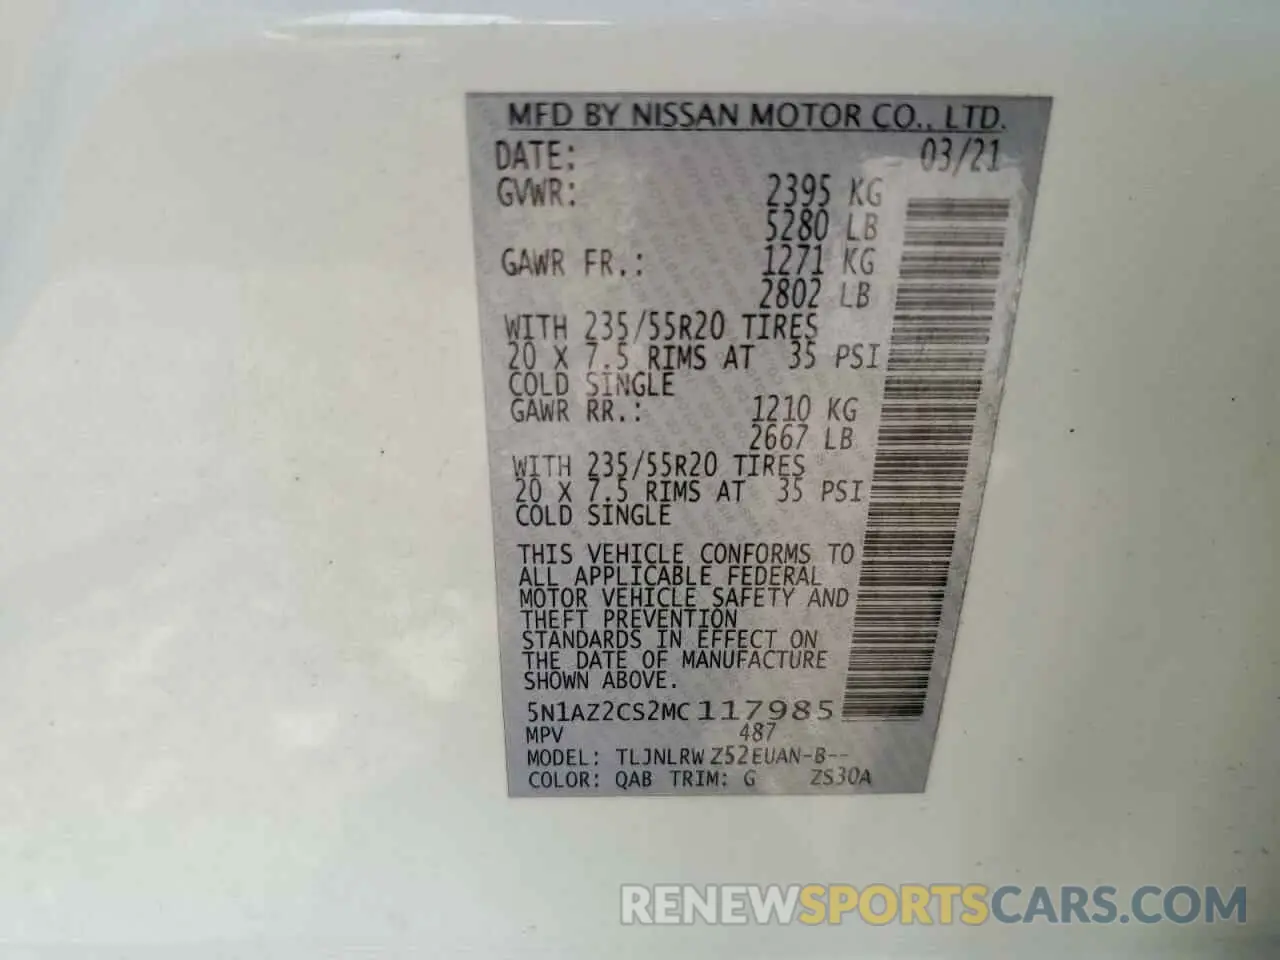 MFD BY NISSAN MOTOR CO., LTD.
DATE: 03/21
GVWR: 2395 KG
5280 LB
GAWR FR.: 1271 KG
2802 LB
WITH 235/55R20 TIRES
20 X 7.5 RIMS AT 35 PSI
COLD SINGLE
GAWR RR.: 1210 KG
2667 LB
WITH 235/55R20 TIRES
20 X 7.5 RIMS AT 35 PSI
COLD SINGLE
THIS VEHICLE CONFORMS TO
ALL APPLICABLE FEDERAL
MOTOR VEHICLE SAFETY AND
THEFT PREVENTION
STANDARDS IN EFFECT ON
THE DATE OF MANUFACTURE
SHOWN ABOVE.
5N1AZ2CS2MC117985
MPV 487
MODEL: TLJNLRW Z52EUAN-B--
COLOR: QAB TRIM: G ZS30A
RENEWSPORTSCARS.COM